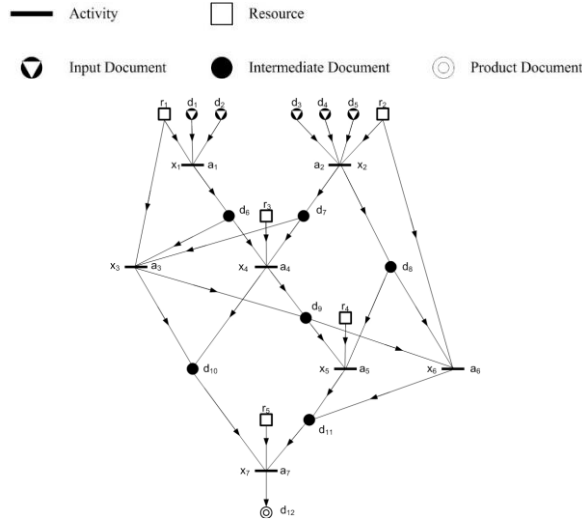 Activity Resource
Input Document Intermediate Document Product Document
r₁ d₁ d₂ d₃ d₄ d₅ r₂
x₁ a₁ a₂ x₂
d₆ r₃ d₇
x₃ a₃ x₄ a₄ d₈
d₉ r₄
d₁₀ x₅ a₅ x₆ a₆
r₅ d₁₁
x₇ a₇
d₁₂